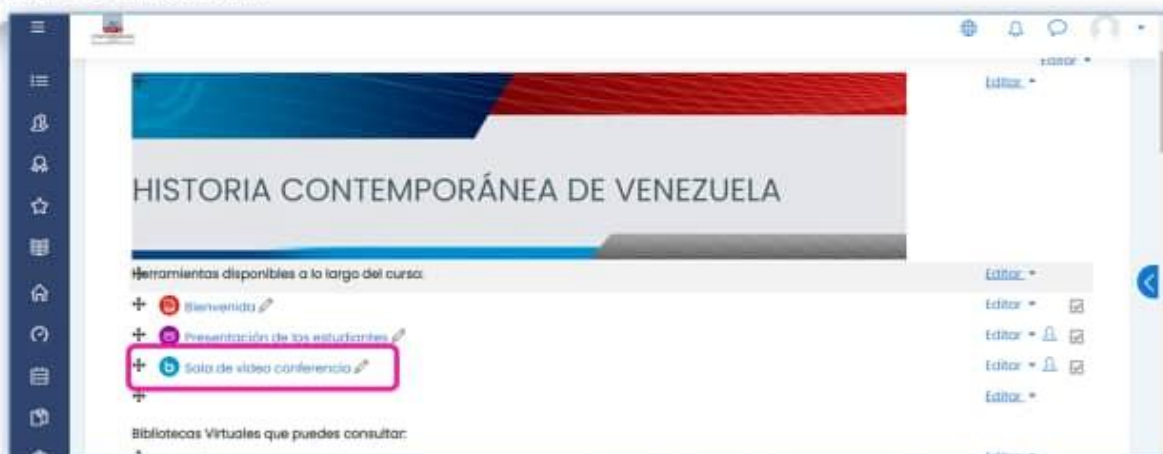 Editar
Editar
HISTORIA CONTEMPORÁNEA DE VENEZUELA
Herramientas disponibles a lo largo del curso:
Editar
Bienvenida
Editar
Presentación de los estudiantes
Editar
Sala de video conferencia
Editar
Editar
Bibliotecas Virtuales que puedes consultar: